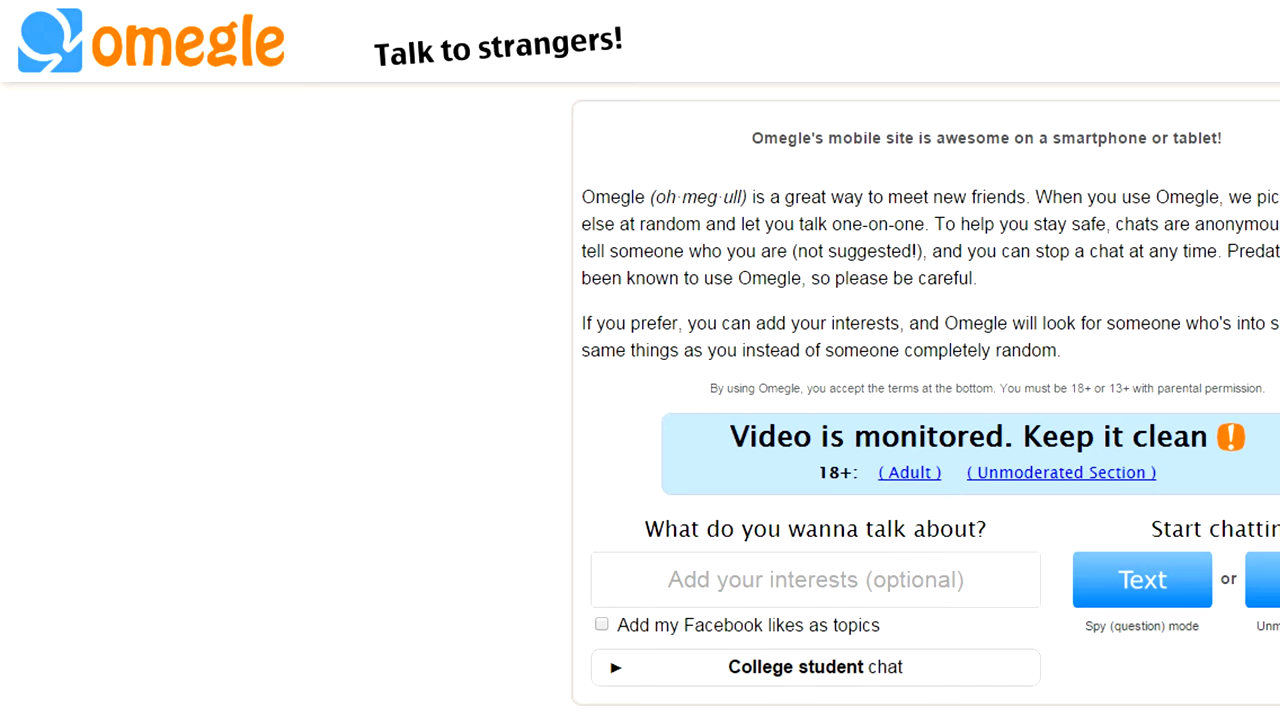 omegle
Talk to strangers!
Omegle's mobile site is awesome on a smartphone or tablet!
Omegle (oh·meg·ull) is a great way to meet new friends. When you use Omegle, we pic
else at random and let you talk one-on-one. To help you stay safe, chats are anonymou
tell someone who you are (not suggested!), and you can stop a chat at any time. Predat
been known to use Omegle, so please be careful.
If you prefer, you can add your interests, and Omegle will look for someone who's into s
same things as you instead of someone completely random.
By using Omegle, you accept the terms at the bottom. You must be 18+ or 13+ with parental permission.
Video is monitored. Keep it clean !
18+: ( Adult ) ( Unmoderated Section )
What do you wanna talk about? Start chattin
Add your interests (optional) Text or
Add my Facebook likes as topics Spy (question) mode Unm
► College student chat